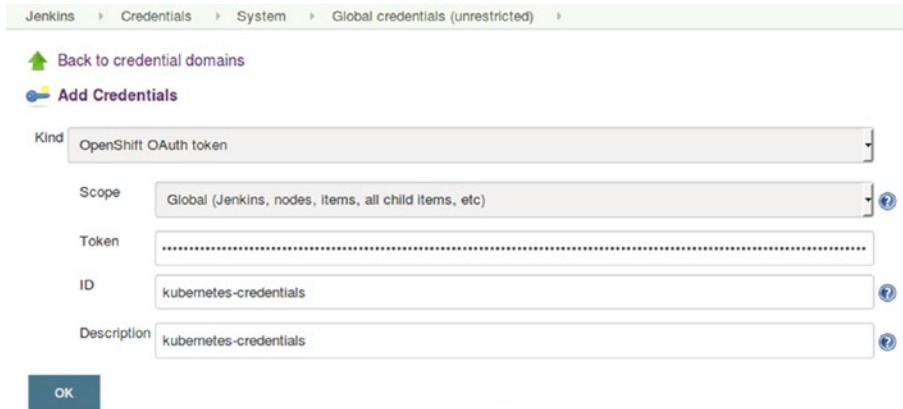 Jenkins Credentials System Global credentials (unrestricted)
Back to credential domains
Add Credentials
Kind OpenShift OAuth token
Scope Global (Jenkins, nodes, items, all child items, etc)
Token
ID kubernetes-credentials
Description kubernetes-credentials
OK